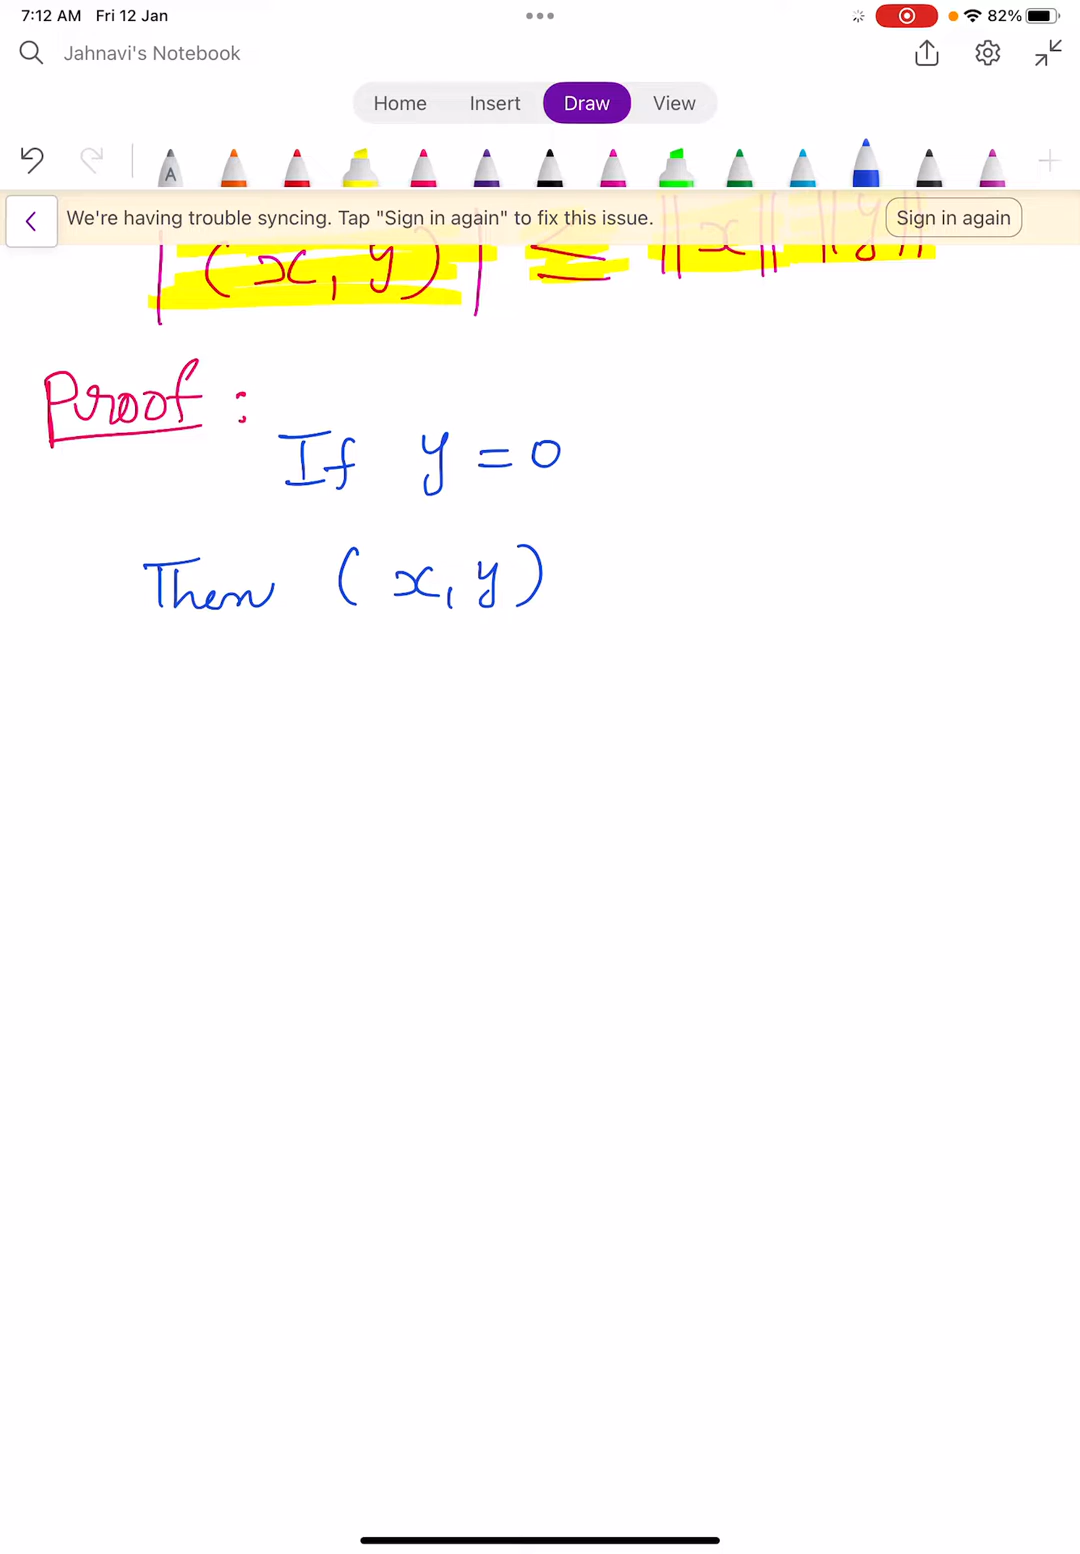 7:12 AM Fri 12 Jan 82%
Jahnavi's Notebook
Home Insert Draw View
A
We're having trouble syncing. Tap "Sign in again" to fix this issue. Sign in again
|(x, y)| ≤ ||x|| ||y||
Proof :
If y = 0
Then (x, y)